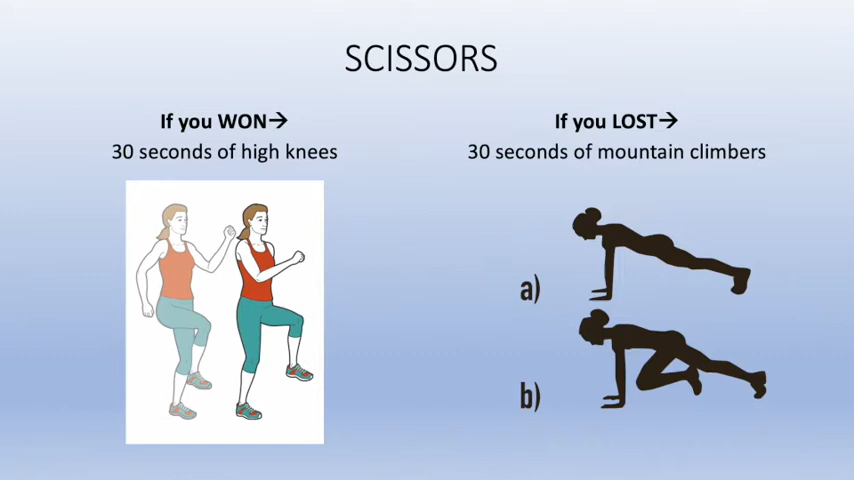 SCISSORS
If you WON→
30 seconds of high knees
If you LOST→
30 seconds of mountain climbers
a)
b)